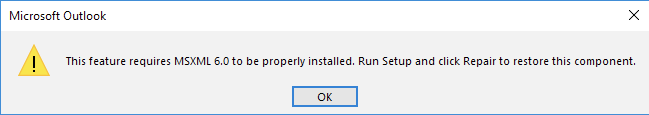 Microsoft Outlook
This feature requires MSXML 6.0 to be properly installed. Run Setup and click Repair to restore this component.
OK